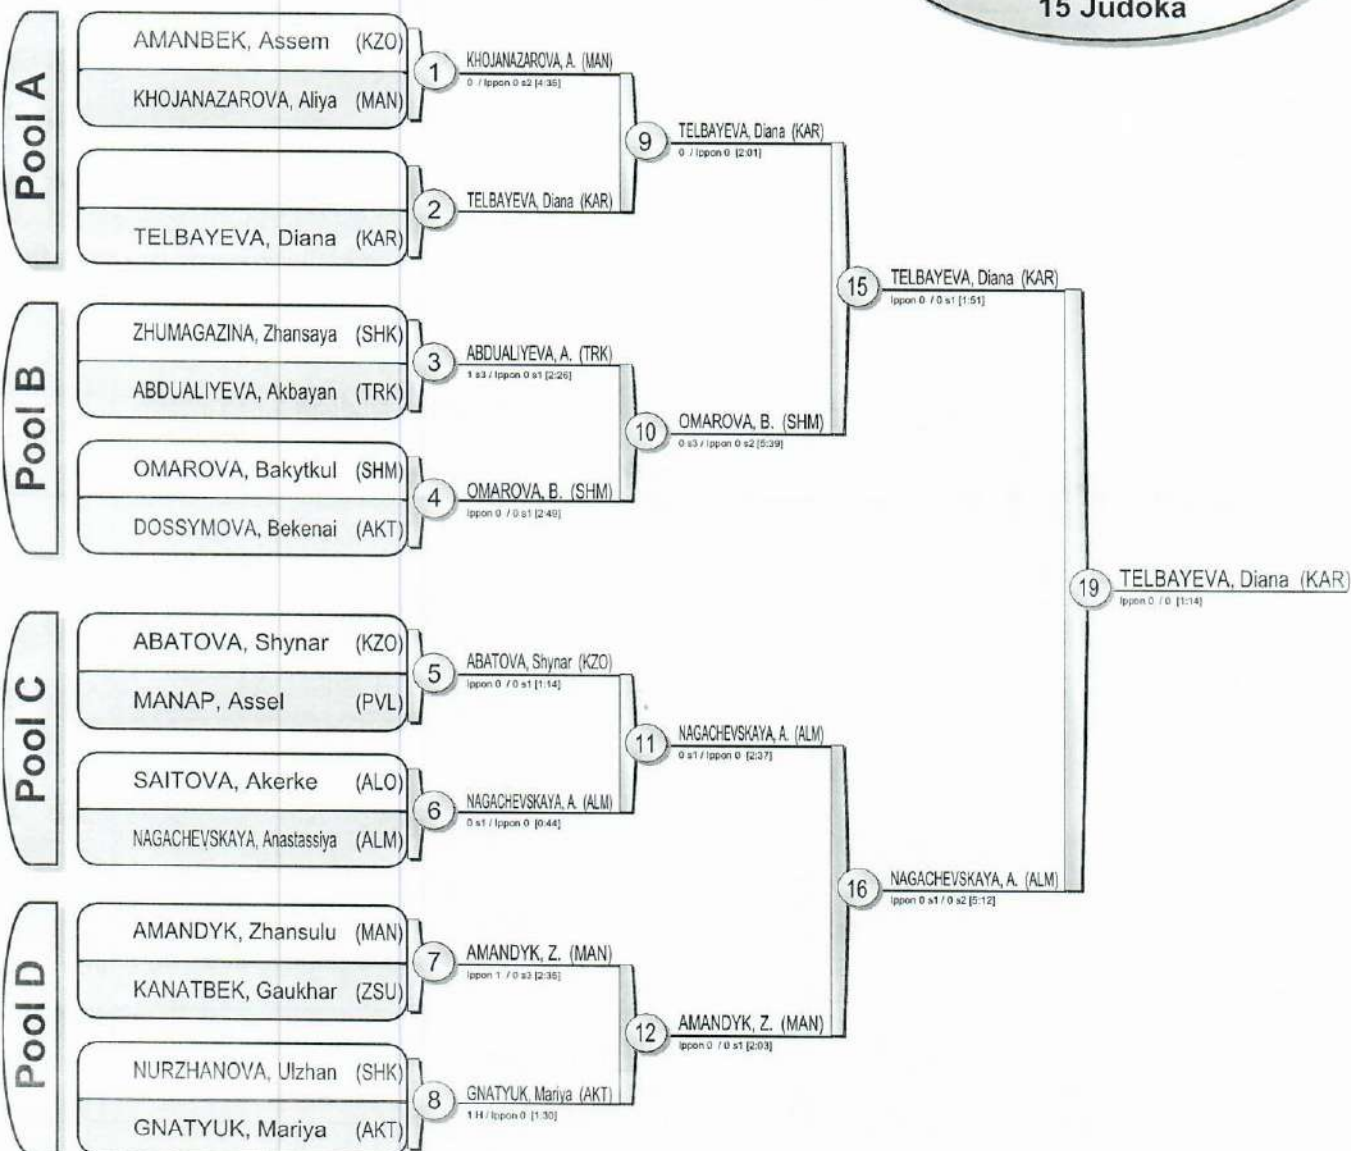 15 Judoka
Pool A
AMANBEK, Assem (KZO)
KHOJANAZAROVA, Aliya (MAN)
TELBAYEVA, Diana (KAR)
1
KHOJANAZAROVA, A. (MAN)
0 / Ippon 0 s2 [4:35]
2
TELBAYEVA, Diana (KAR)
9
TELBAYEVA, Diana (KAR)
0 / Ippon 0 [2:01]
Pool B
ZHUMAGAZINA, Zhansaya (SHK)
ABDUALIYEVA, Akbayan (TRK)
OMAROVA, Bakytkul (SHM)
DOSSYMOVA, Bekenai (AKT)
3
ABDUALIYEVA, A. (TRK)
1 s3 / Ippon 0 s1 [2:26]
4
OMAROVA, B. (SHM)
Ippon 0 / 0 s1 [2:49]
10
OMAROVA, B. (SHM)
0 s3 / Ippon 0 s2 [5:39]
15
TELBAYEVA, Diana (KAR)
Ippon 0 / 0 s1 [1:51]
Pool C
ABATOVA, Shynar (KZO)
MANAP, Assel (PVL)
SAITOVA, Akerke (ALO)
NAGACHEVSKAYA, Anastassiya (ALM)
5
ABATOVA, Shynar (KZO)
Ippon 0 / 0 s1 [1:14]
6
NAGACHEVSKAYA, A. (ALM)
0 s1 / Ippon 0 [0:44]
11
NAGACHEVSKAYA, A. (ALM)
0 s1 / Ippon 0 [2:37]
Pool D
AMANDYK, Zhansulu (MAN)
KANATBEK, Gaukhar (ZSU)
NURZHANOVA, Ulzhan (SHK)
GNATYUK, Mariya (AKT)
7
AMANDYK, Z. (MAN)
Ippon 1 / 0 s3 [2:35]
8
GNATYUK, Mariya (AKT)
1 H / Ippon 0 [1:30]
12
AMANDYK, Z. (MAN)
Ippon 0 / 0 s1 [2:03]
16
NAGACHEVSKAYA, A. (ALM)
Ippon 0 s1 / 0 s2 [5:12]
19
TELBAYEVA, Diana (KAR)
Ippon 0 / 0 [1:14]